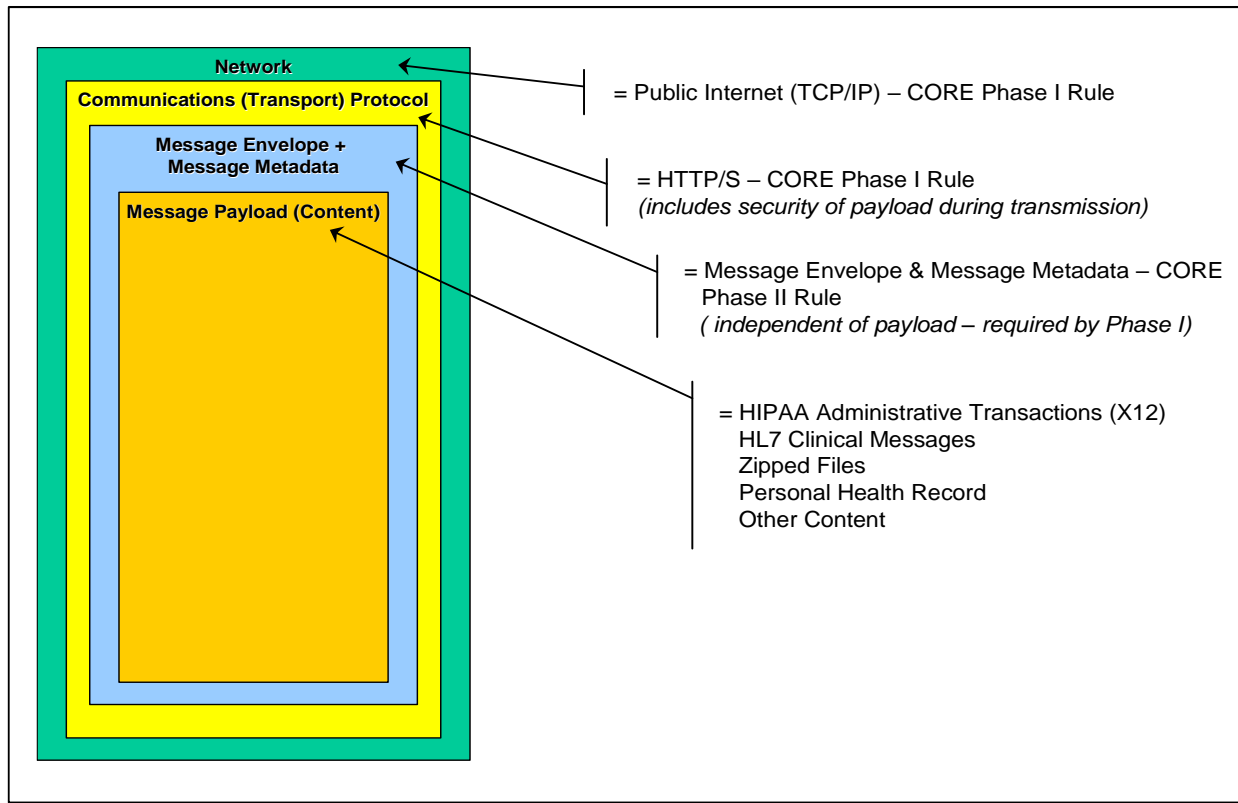 Network
Communications (Transport) Protocol
Message Envelope +
Message Metadata
Message Payload (Content)
= Public Internet (TCP/IP) – CORE Phase I Rule
= HTTP/S – CORE Phase I Rule
(includes security of payload during transmission)
= Message Envelope & Message Metadata – CORE
Phase II Rule
( independent of payload – required by Phase I)
= HIPAA Administrative Transactions (X12)
HL7 Clinical Messages
Zipped Files
Personal Health Record
Other Content